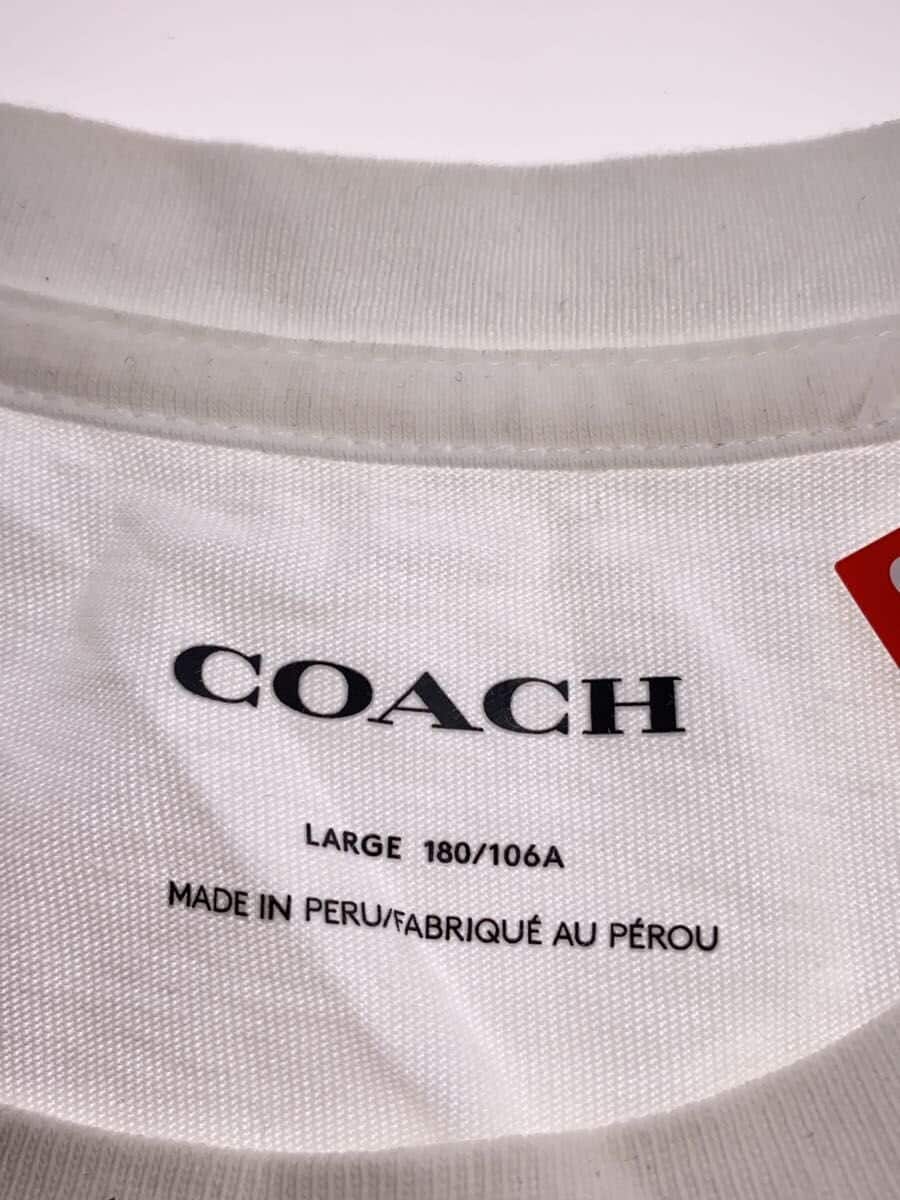 COACH
LARGE 180/106A
MADE IN PERU/FABRIQUÉ AU PÉROU